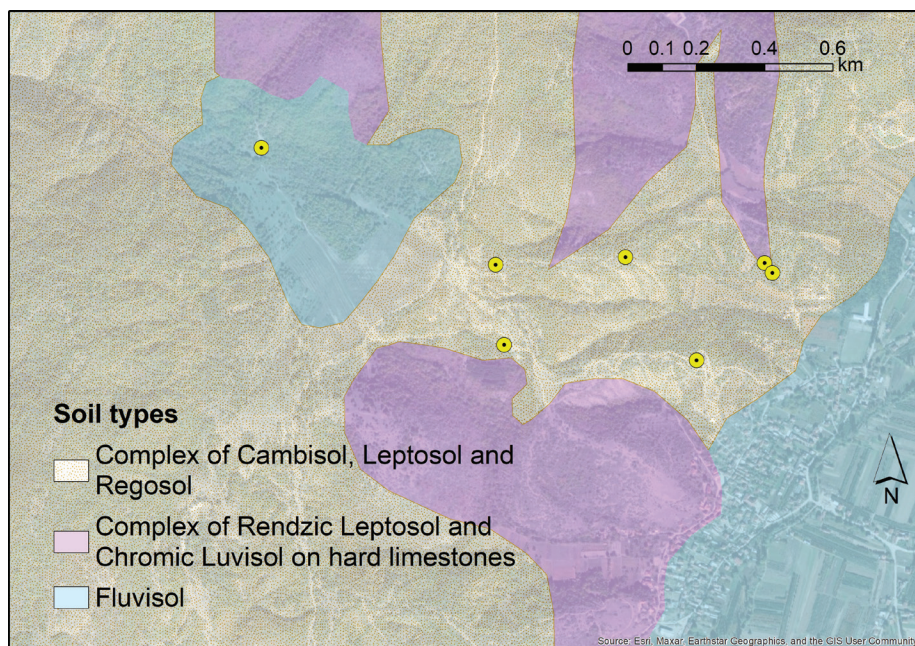 0 0.1 0.2 0.4 0.6
km
Soil types
Complex of Cambisol, Leptosol and
Regosol
Complex of Rendzic Leptosol and
Chromic Luvisol on hard limestones
Fluvisol
N
Source: Esri, Maxar, Earthstar Geographics, and the GIS User Community